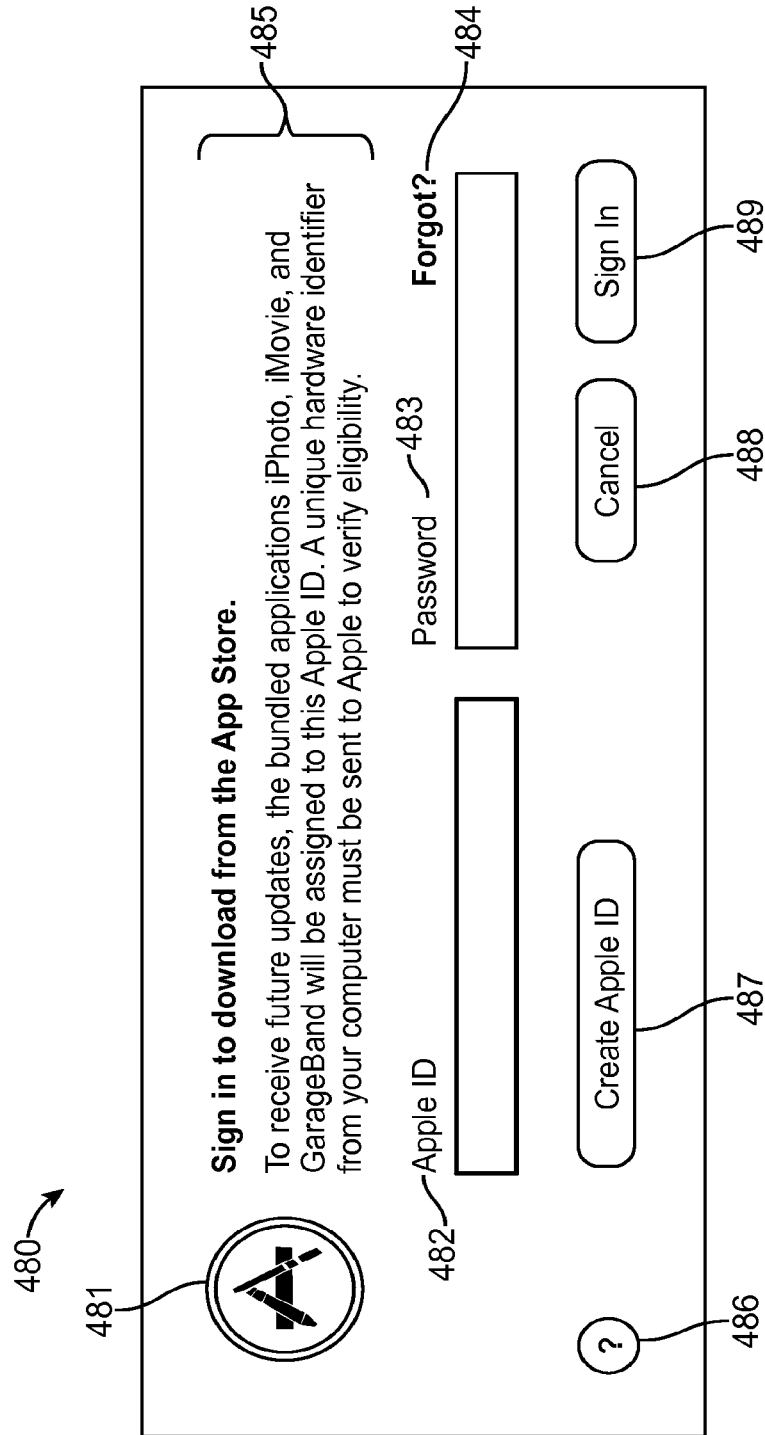 480
481
Sign in to download from the App Store.
To receive future updates, the bundled applications iPhoto, iMovie, and
GarageBand will be assigned to this Apple ID. A unique hardware identifier
from your computer must be sent to Apple to verify eligibility.
485
482
Apple ID
Password
483
Forgot?
484
?
Create Apple ID
Cancel
Sign In
486
487
488
489